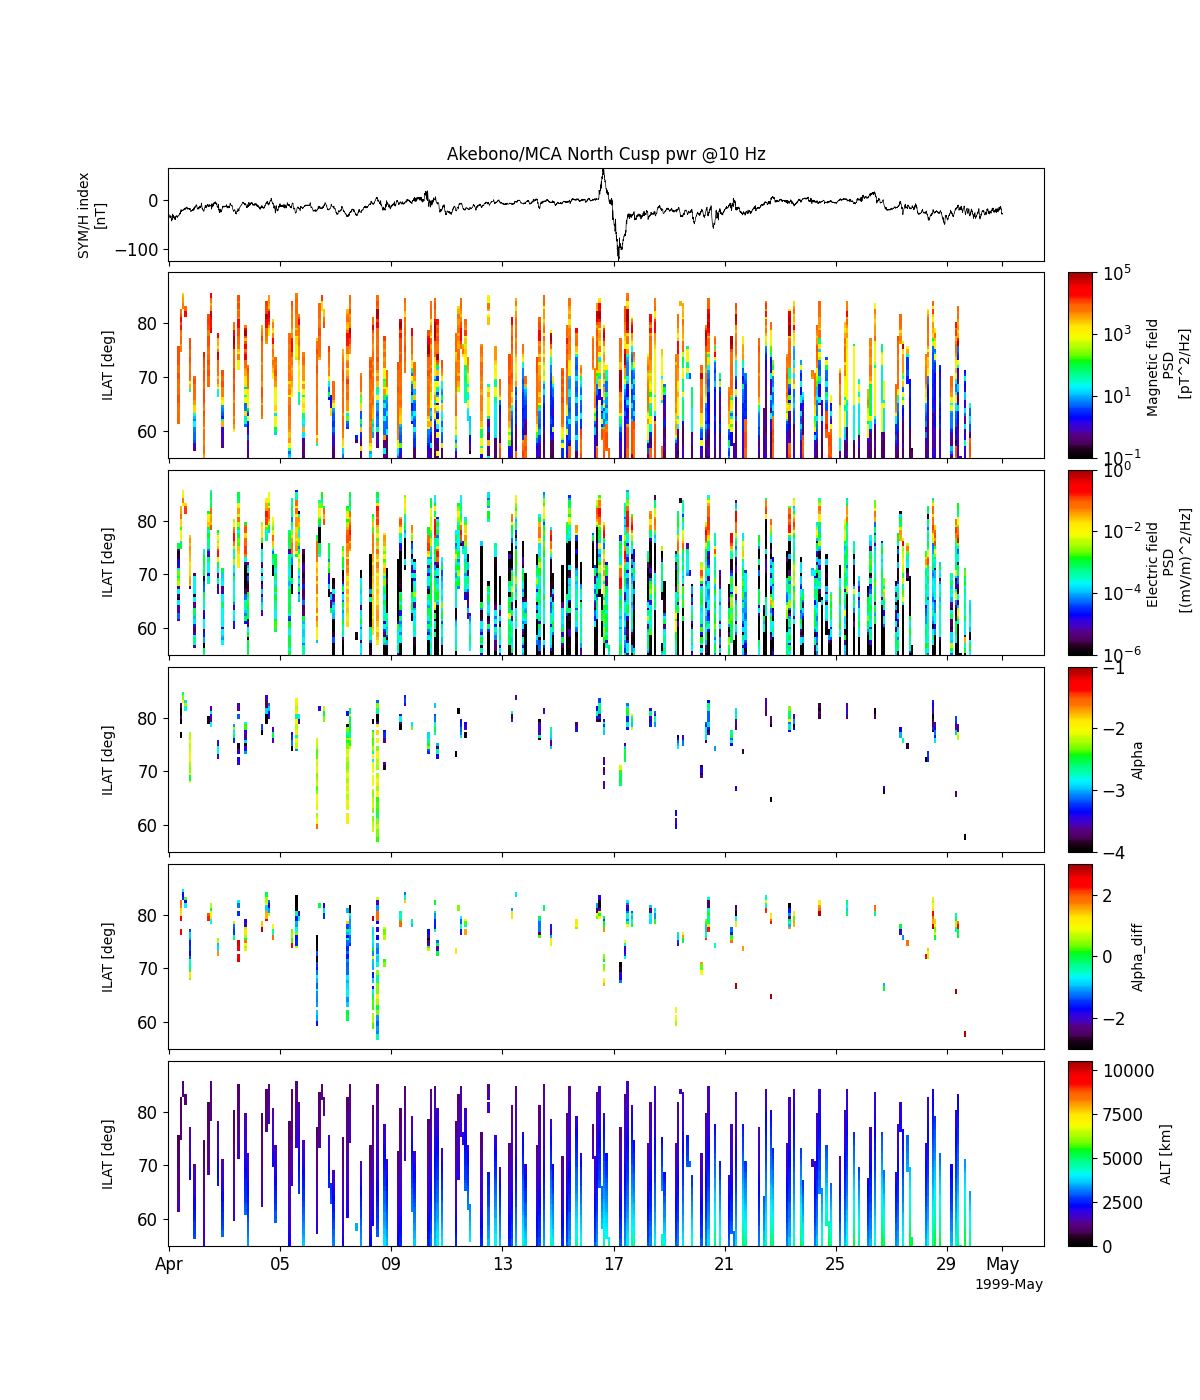 Akebono/MCA North Cusp pwr @10 Hz
SYM/H index
[nT]
0
−100
ILAT [deg]
80
70
60
10^5
10^3
10^1
10^-1
Magnetic field
PSD
[pT^2/Hz]
ILAT [deg]
80
70
60
10^0
10^-2
10^-4
10^-6
Electric field
PSD
[(mV/m)^2/Hz]
ILAT [deg]
80
70
60
−1
−2
−3
−4
Alpha
ILAT [deg]
80
70
60
2
0
−2
Alpha_diff
ILAT [deg]
80
70
60
10000
7500
5000
2500
0
ALT [km]
Apr 05 09 13 17 21 25 29 May
1999-May